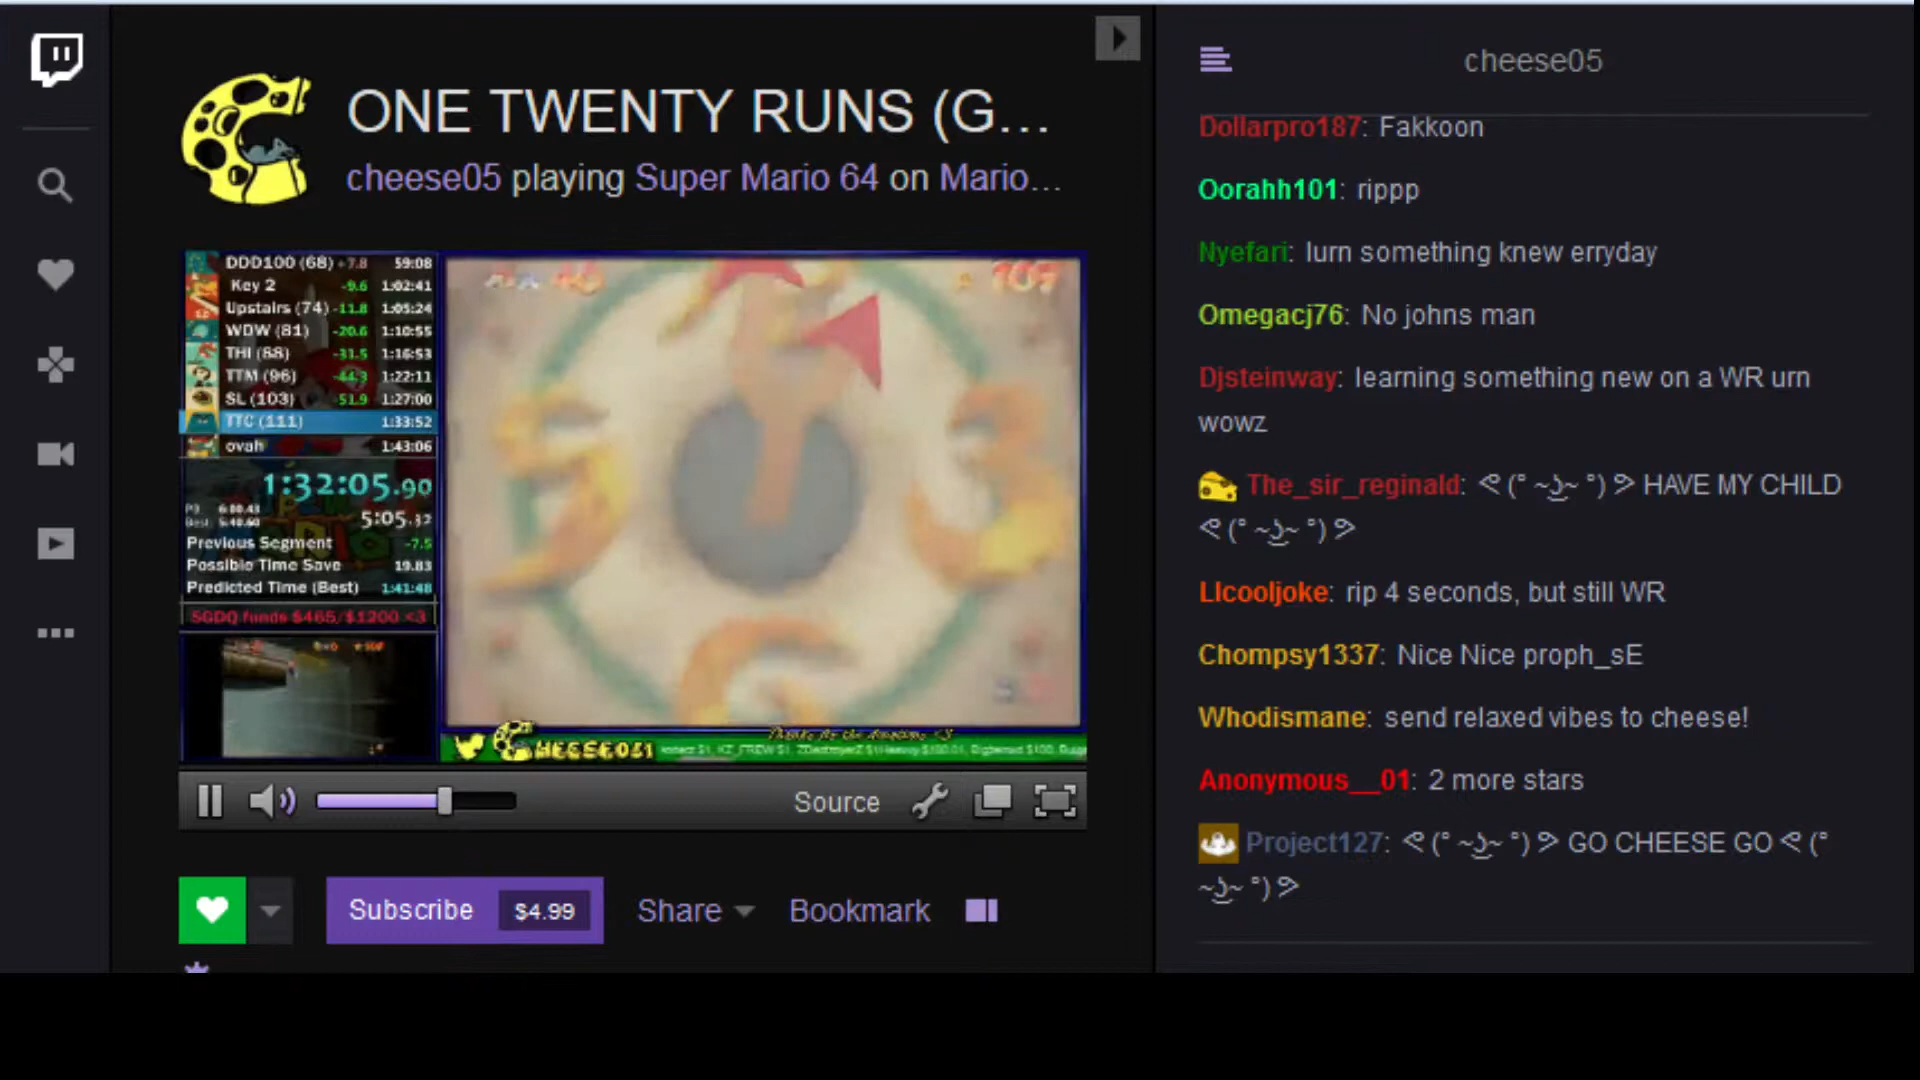 ONE TWENTY RUNS (G...
cheese05 playing Super Mario 64 on Mario...
DDD100 (68) +7.8 59:08
Key 2 -9.6 1:02:41
Upstairs (74) -11.8 1:05:24
WDW (81) -20.6 1:10:55
THI (88) -31.5 1:16:53
TTM (96) -44.3 1:22:11
SL (103) -51.9 1:27:00
TTC (111) 1:33:52
ovah 1:43:06
1:32:05.90
5:05.32
Previous Segment -7.5
Possible Time Save 19.83
Predicted Time (Best) 1:41:48
SGDQ funds $465/$1200 <3
Source
Subscribe $4.99
Share
Bookmark
cheese05
Dollarpro187: Fakkoon
Oorahh101: rippp
Nyefari: lurn something knew erryday
Omegacj76: No johns man
Djsteinway: learning something new on a WR urn
wowz
The_sir_reginald: ᕙ (° ~͜ʖ~ °) ᕗ HAVE MY CHILD
ᕙ (° ~͜ʖ~ °) ᕗ
Llcooljoke: rip 4 seconds, but still WR
Chompsy1337: Nice Nice proph_sE
Whodismane: send relaxed vibes to cheese!
Anonymous__01: 2 more stars
Project127: ᕙ (° ~͜ʖ~ °) ᕗ GO CHEESE GO ᕙ (°
~͜ʖ~ °) ᕗ